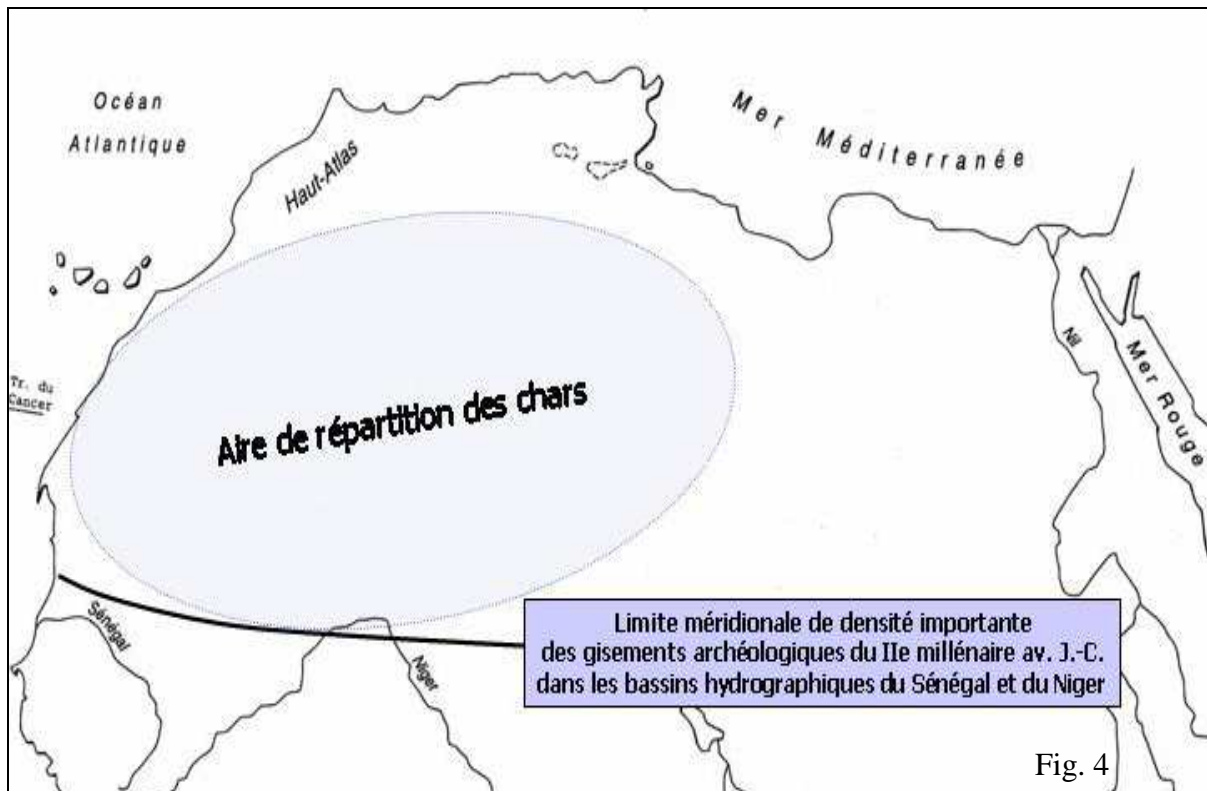 Océan
Atlantique
Mer Méditerranée
Haut-Atlas
Tr. du
Cancer
Aire de répartition des chars
Nil
Mer Rouge
Sénégal
Niger
Limite méridionale de densité importante
des gisements archéologiques du IIe millénaire av. J.-C.
dans les bassins hydrographiques du Sénégal et du Niger
Fig. 4